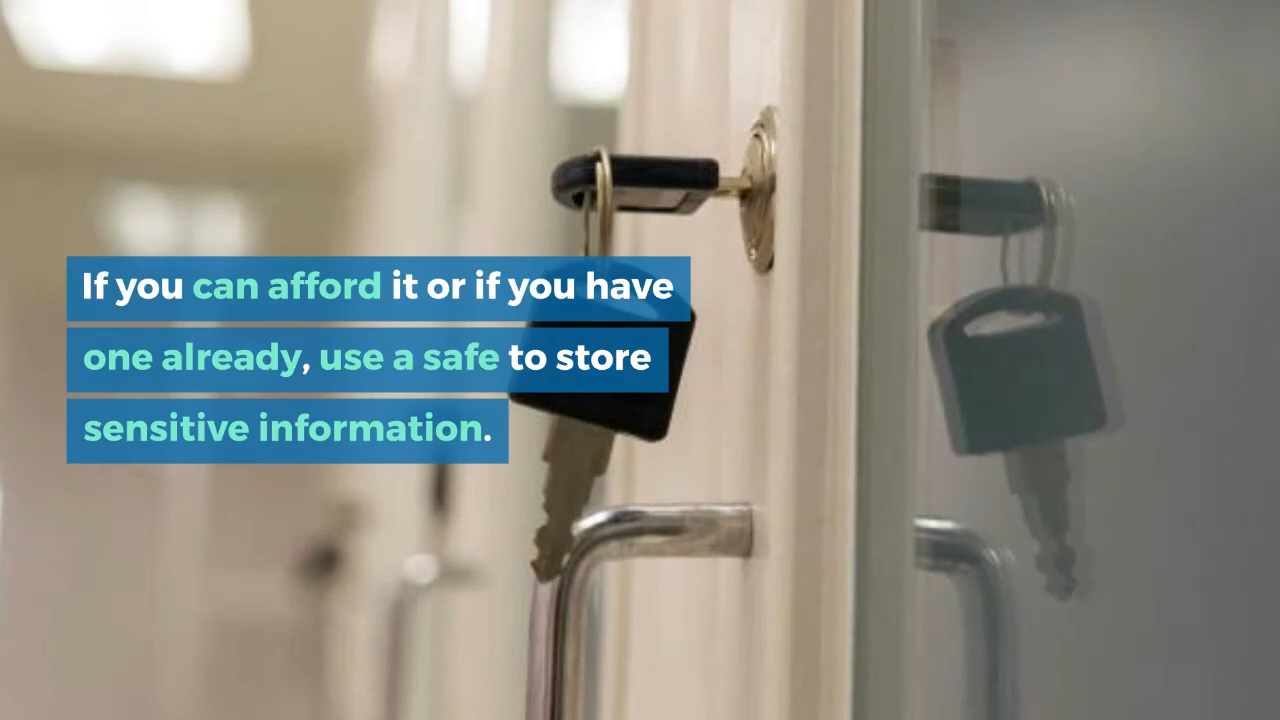 If you can afford it or if you have
one already, use a safe to store
sensitive information.